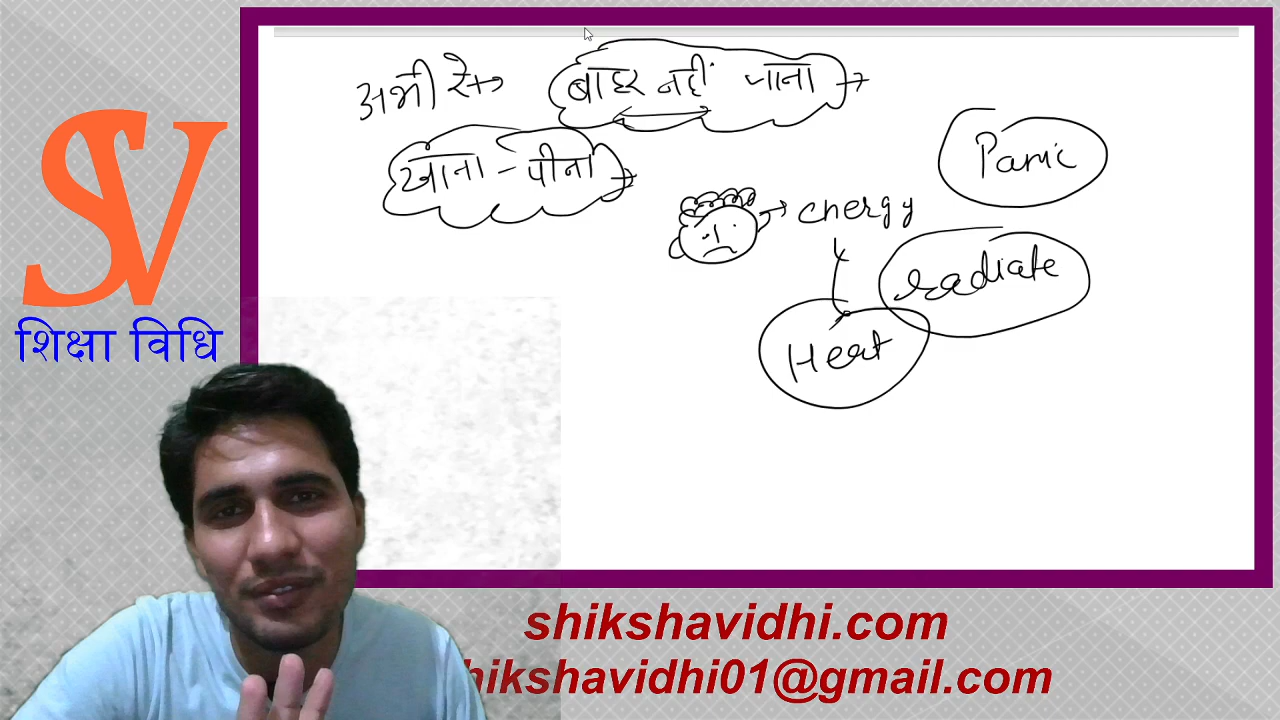 अभी से →
बाहर नहीं जाना →
खाना - पीना →
Panic
→ energy
radiate
Heat
SV
शिक्षा विधि
shikshavidhi.com
hikshavidhi01@gmail.com